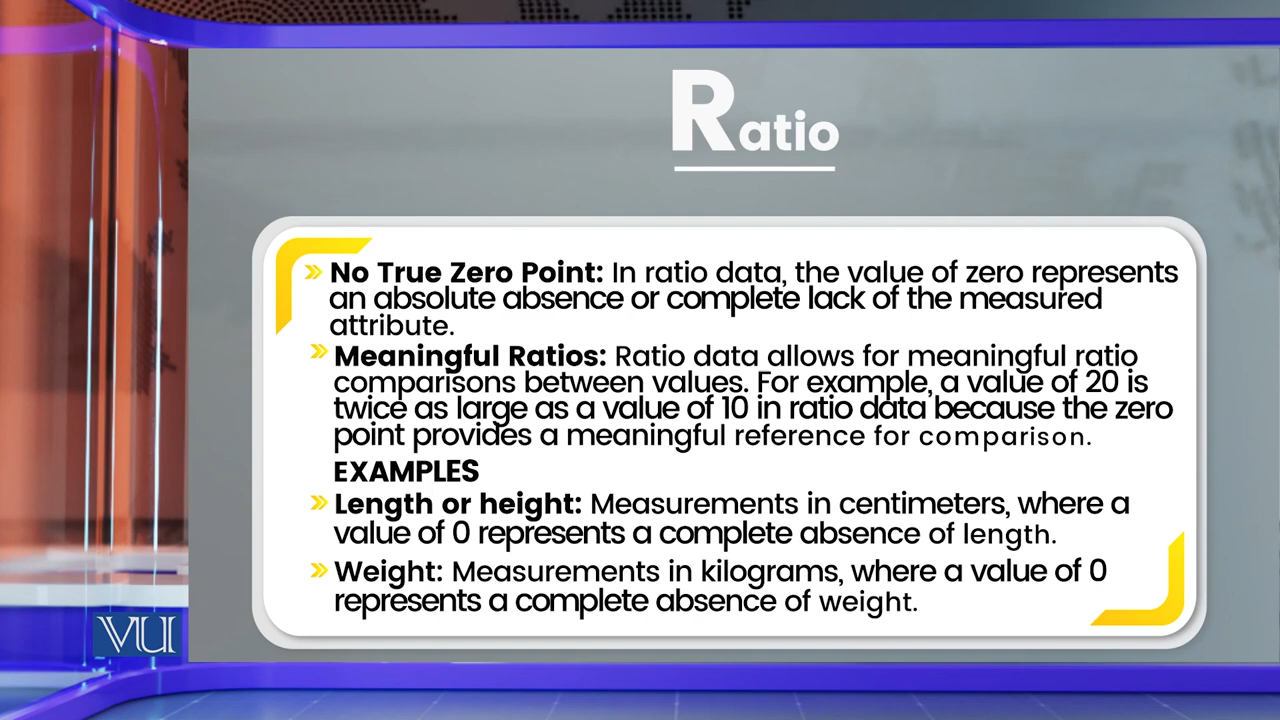 Ratio
No True Zero Point: In ratio data, the value of zero represents
an absolute absence or complete lack of the measured
attribute.
Meaningful Ratios: Ratio data allows for meaningful ratio
comparisons between values. For example, a value of 20 is
twice as large as a value of 10 in ratio data because the zero
point provides a meaningful reference for comparison.
EXAMPLES
Length or height: Measurements in centimeters, where a
value of 0 represents a complete absence of length.
Weight: Measurements in kilograms, where a value of 0
represents a complete absence of weight.
VU